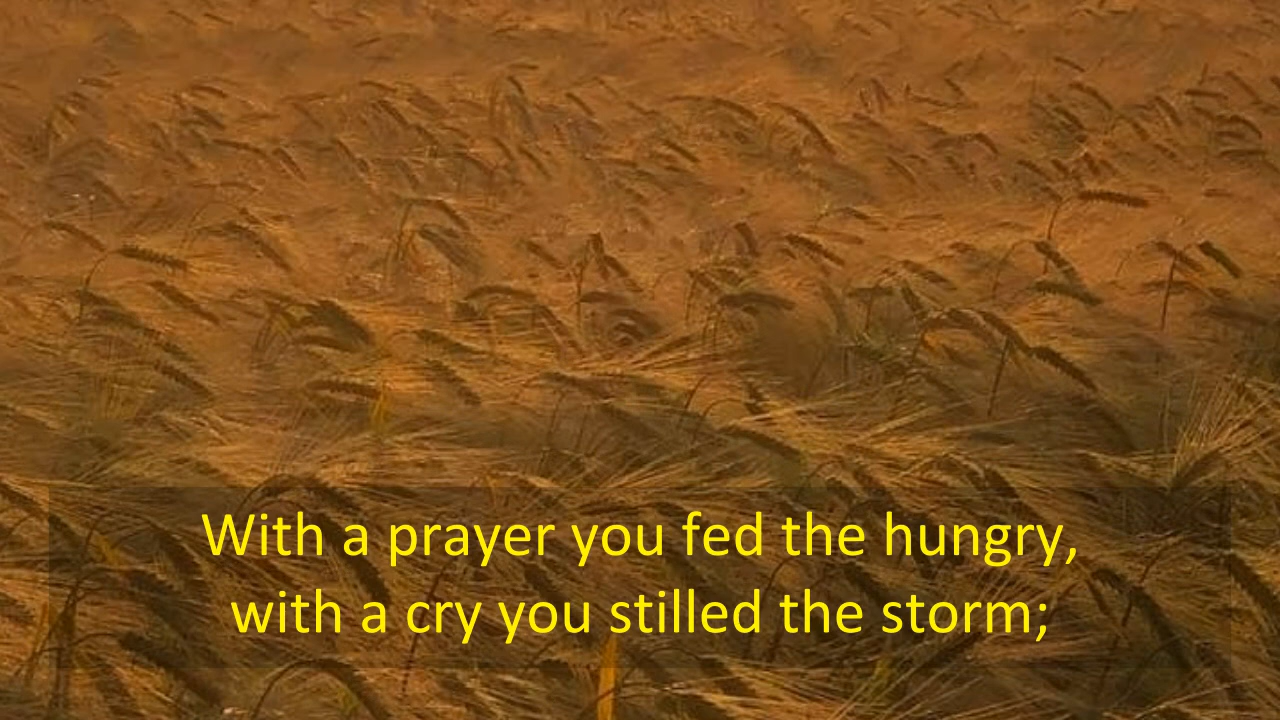 With a prayer you fed the hungry,
with a cry you stilled the storm;